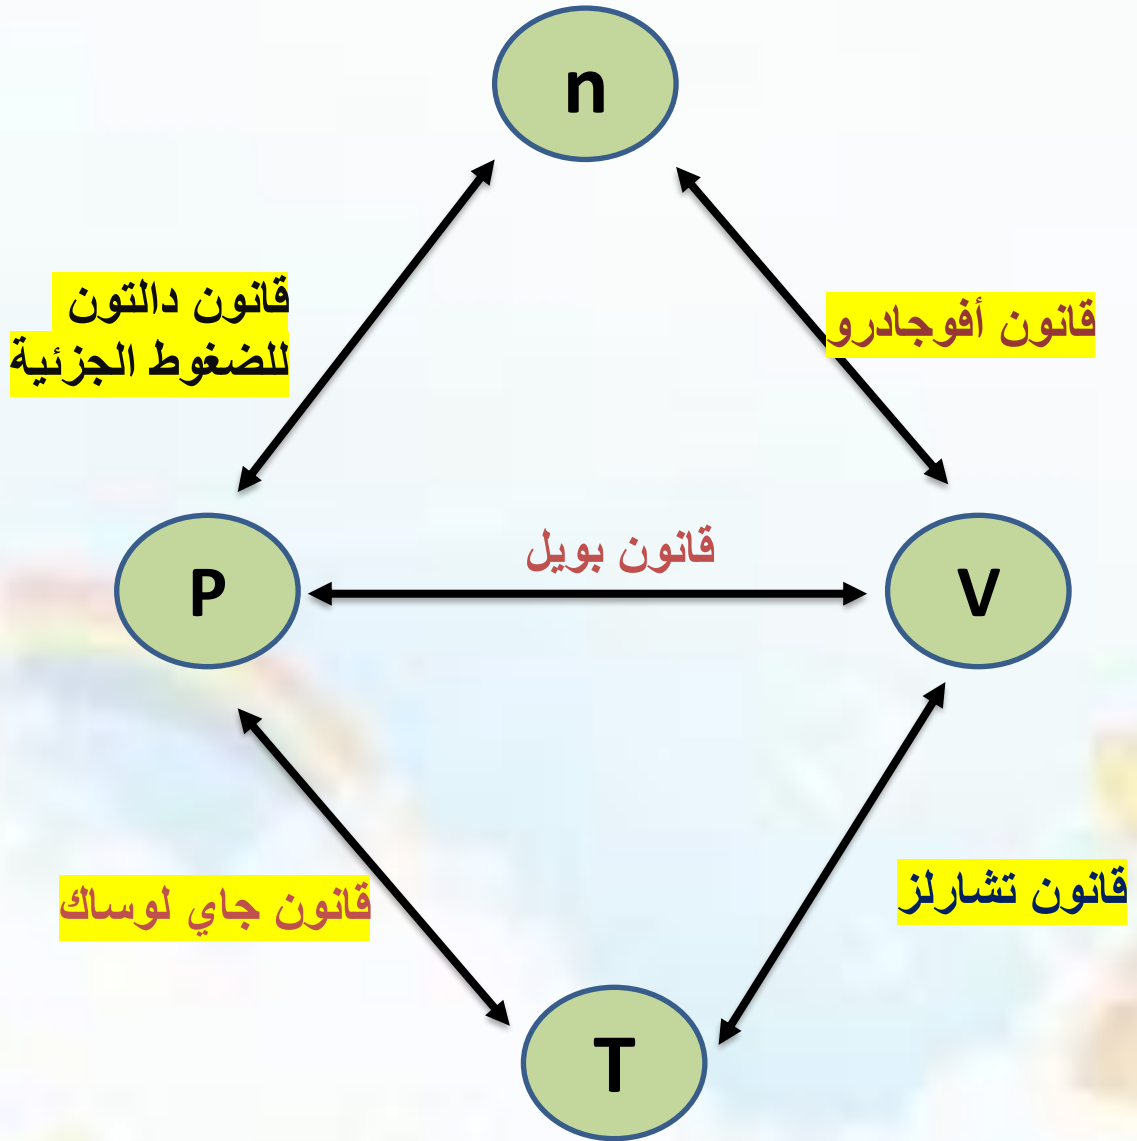 n
قانون دالتون
للضغوط الجزئية
قانون أفوجادرو
قانون بويل
P
V
قانون جاي لوساك
قانون تشارلز
T